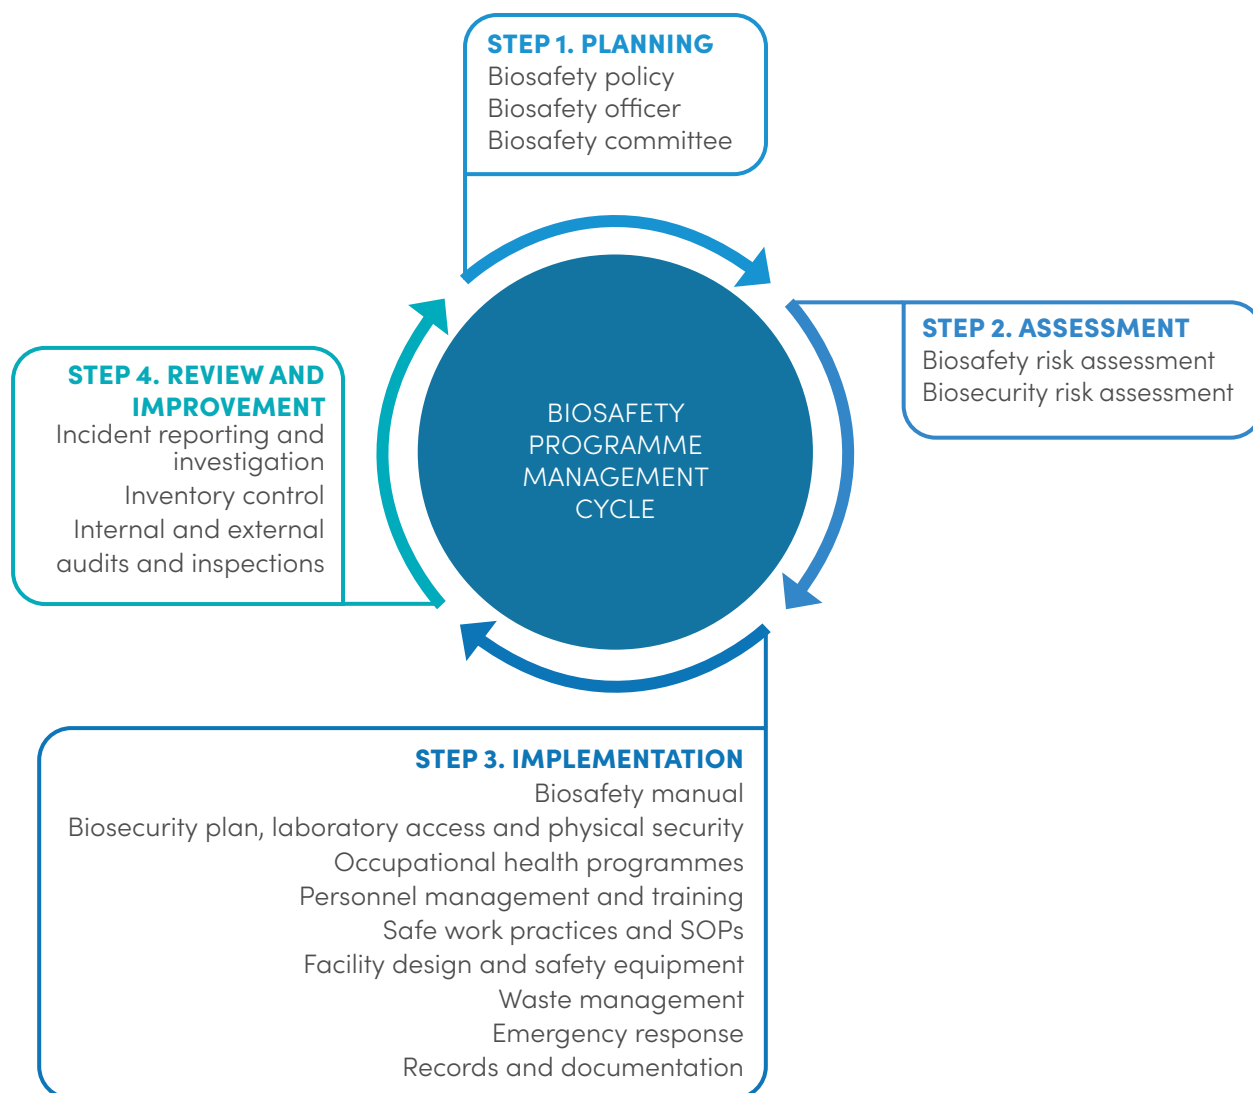 STEP 1. PLANNING
Biosafety policy
Biosafety officer
Biosafety committee
STEP 2. ASSESSMENT
Biosafety risk assessment
Biosecurity risk assessment
STEP 4. REVIEW AND
IMPROVEMENT
Incident reporting and
investigation
Inventory control
Internal and external
audits and inspections
BIOSAFETY
PROGRAMME
MANAGEMENT
CYCLE
STEP 3. IMPLEMENTATION
Biosafety manual
Biosecurity plan, laboratory access and physical security
Occupational health programmes
Personnel management and training
Safe work practices and SOPs
Facility design and safety equipment
Waste management
Emergency response
Records and documentation